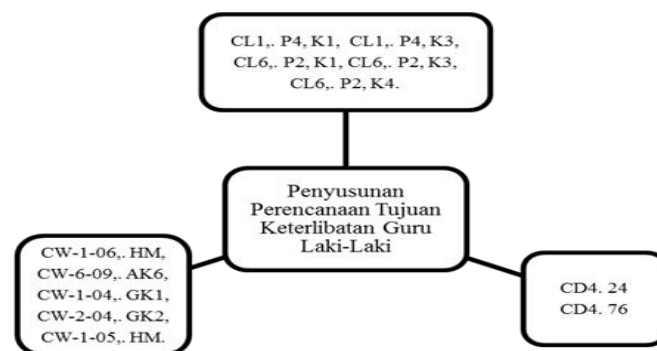 CL1,. P4, K1, CL1,. P4, K3,
CL6,. P2, K1, CL6,. P2, K3,
CL6,. P2, K4.
Penyusunan
Perencanaan Tujuan
Keterlibatan Guru
Laki-Laki
CW-1-06,. HM,
CW-6-09,. AK6,
CW-1-04,. GK1,
CW-2-04,. GK2,
CW-1-05,. HM.
CD4. 24
CD4. 76